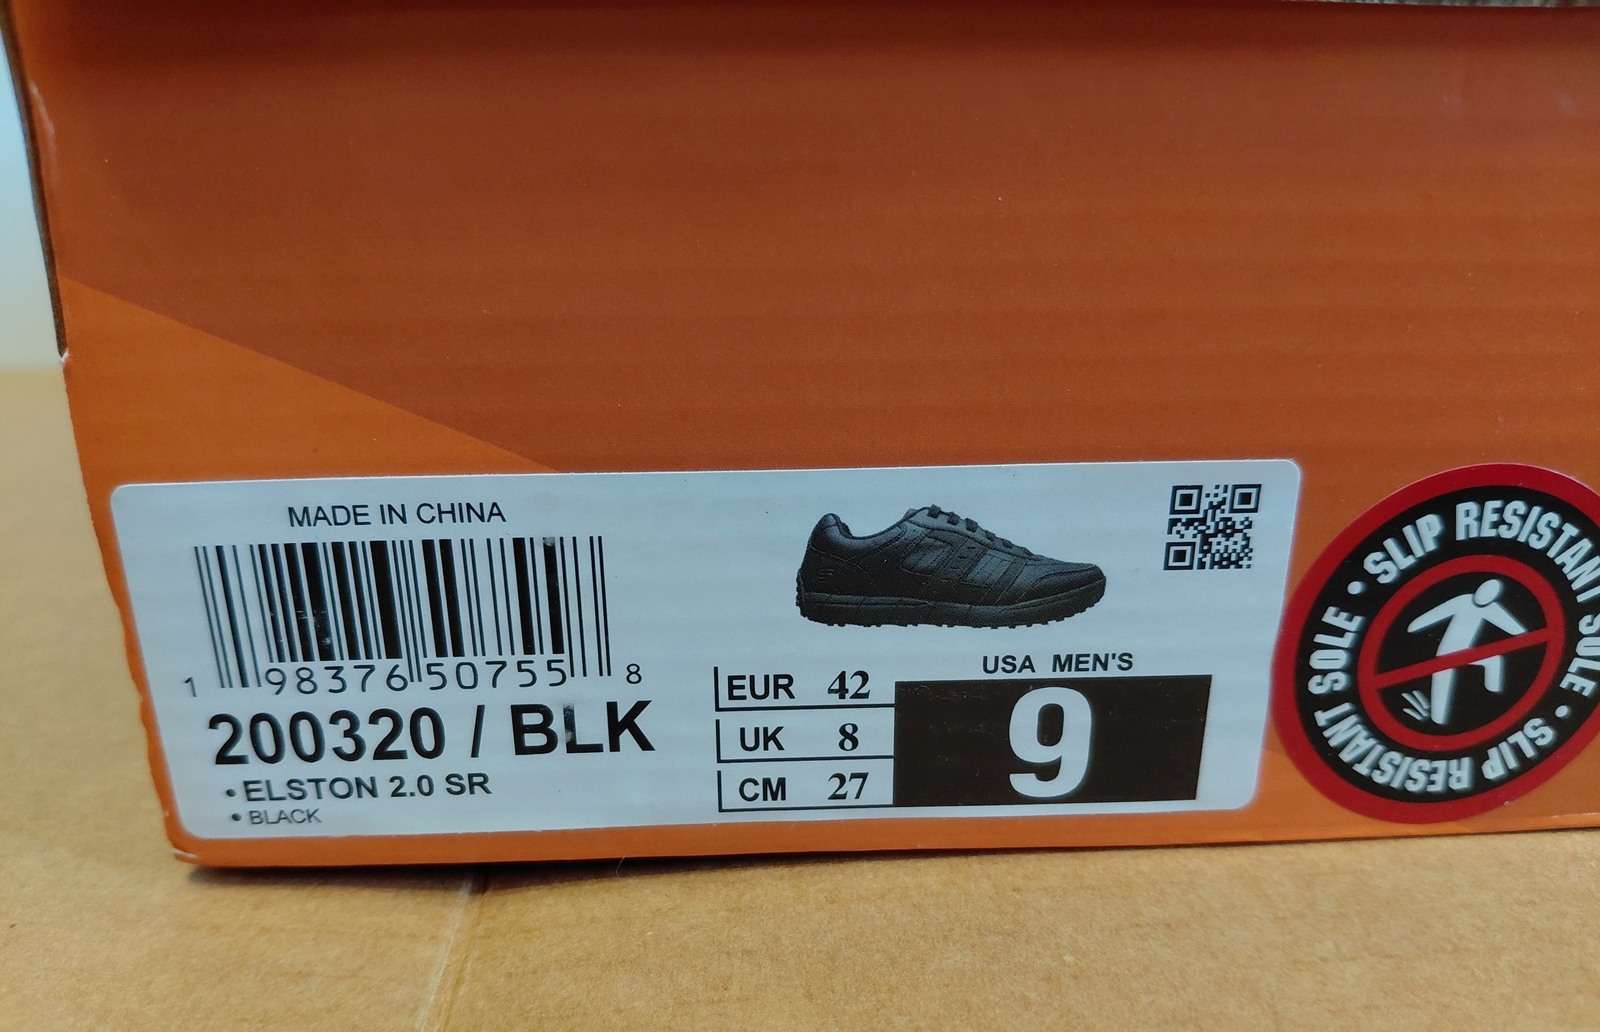 MADE IN CHINA
1 98376 50755 8
200320 / BLK
• ELSTON 2.0 SR
• BLACK
USA MEN'S
9
EUR 42
UK 8
CM 27
SLIP RESISTANT SOLE • SLIP RESISTANT SOLE •